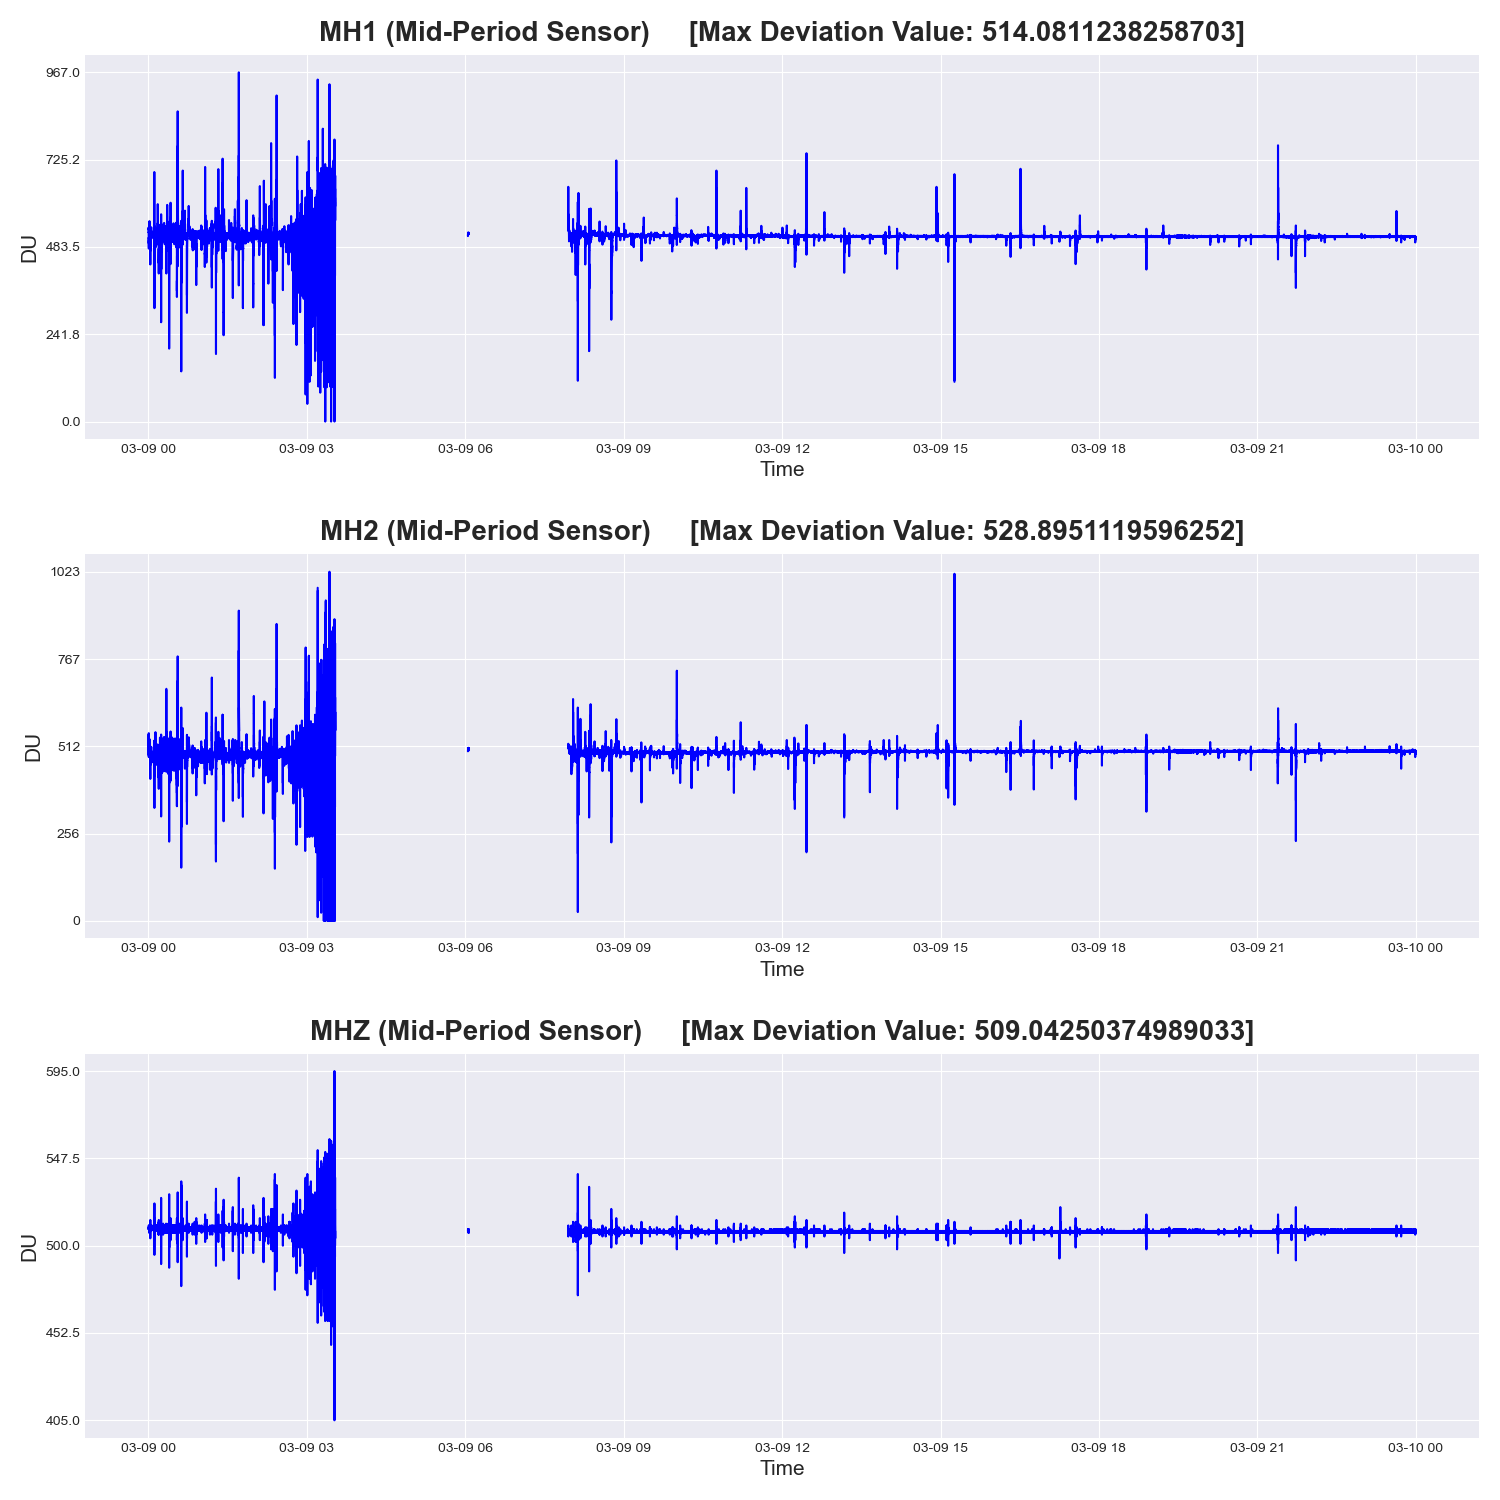 MH1 (Mid-Period Sensor) [Max Deviation Value: 514.0811238258703]
967.0
725.2
483.5
241.8
0.0
DU
03-09 00 03-09 03 03-09 06 03-09 09 03-09 12 03-09 15 03-09 18 03-09 21 03-10 00
Time
MH2 (Mid-Period Sensor) [Max Deviation Value: 528.8951119596252]
1023
767
512
256
0
DU
03-09 00 03-09 03 03-09 06 03-09 09 03-09 12 03-09 15 03-09 18 03-09 21 03-10 00
Time
MHZ (Mid-Period Sensor) [Max Deviation Value: 509.04250374989033]
595.0
547.5
500.0
452.5
405.0
DU
03-09 00 03-09 03 03-09 06 03-09 09 03-09 12 03-09 15 03-09 18 03-09 21 03-10 00
Time